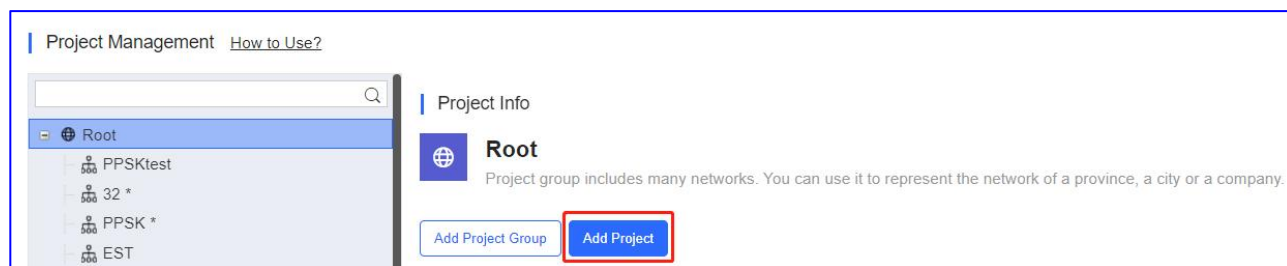 Project Management How to Use?
Root
PPSKtest
32 *
PPSK *
EST
Project Info
Root
Project group includes many networks. You can use it to represent the network of a province, a city or a company.
Add Project Group Add Project